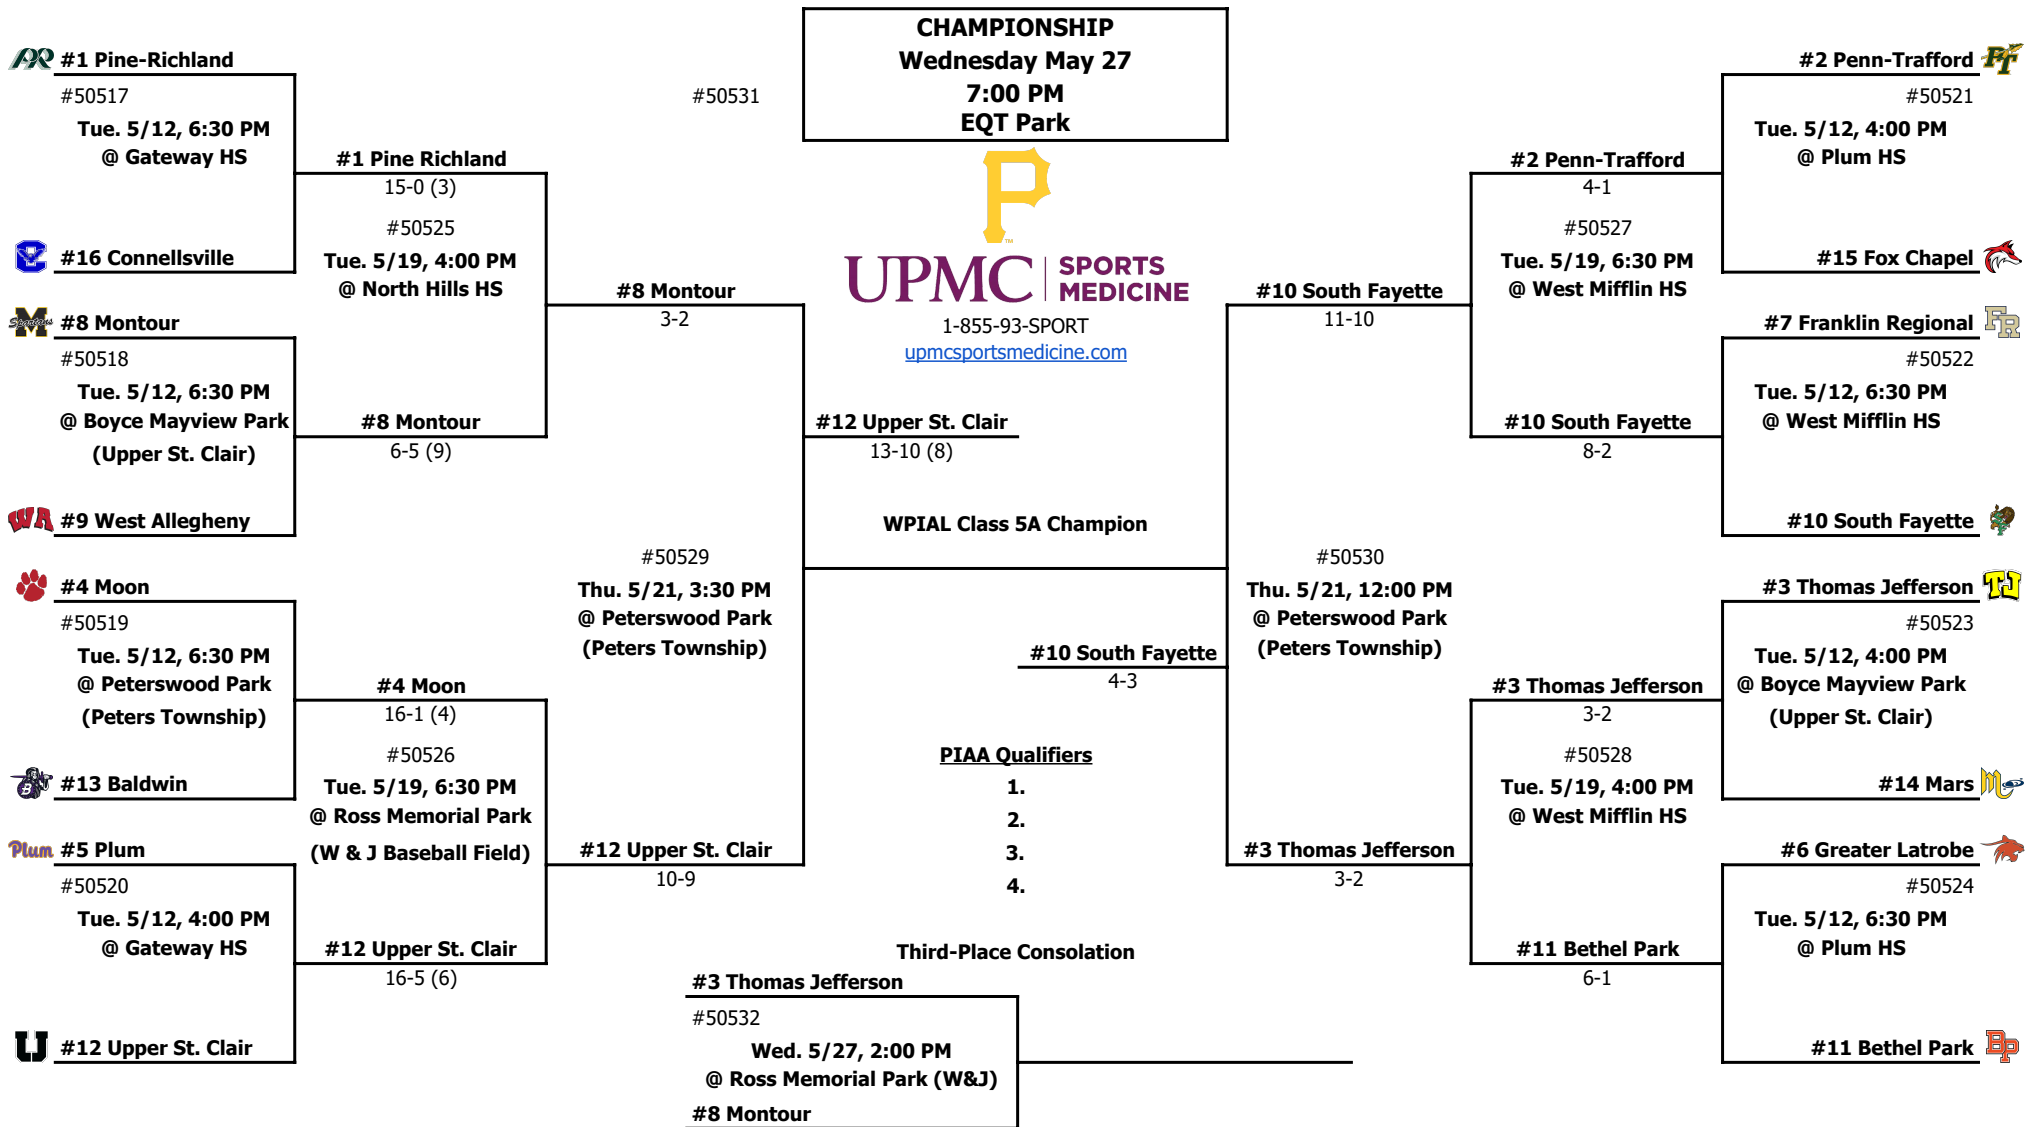 CHAMPIONSHIP
Wednesday May 27
7:00 PM
EQT Park
#50531
P
TM
UPMC | SPORTS MEDICINE
1-855-93-SPORT
upmcsportsmedicine.com
PR #1 Pine-Richland
#50517
Tue. 5/12, 6:30 PM
@ Gateway HS
C #16 Connellsville
M Spartans #8 Montour
#50518
Tue. 5/12, 6:30 PM
@ Boyce Mayview Park
(Upper St. Clair)
WA #9 West Allegheny
#4 Moon
#50519
Tue. 5/12, 6:30 PM
@ Peterswood Park
(Peters Township)
B #13 Baldwin
Plum #5 Plum
#50520
Tue. 5/12, 4:00 PM
@ Gateway HS
U #12 Upper St. Clair
#1 Pine Richland
15-0 (3)
#50525
Tue. 5/19, 4:00 PM
@ North Hills HS
#8 Montour
6-5 (9)
#4 Moon
16-1 (4)
#50526
Tue. 5/19, 6:30 PM
@ Ross Memorial Park
(W & J Baseball Field)
#12 Upper St. Clair
16-5 (6)
#8 Montour
3-2
#50529
Thu. 5/21, 3:30 PM
@ Peterswood Park
(Peters Township)
#12 Upper St. Clair
10-9
#12 Upper St. Clair
13-10 (8)
WPIAL Class 5A Champion
#10 South Fayette
4-3
PIAA Qualifiers
1.
2.
3.
4.
Third-Place Consolation
#3 Thomas Jefferson
#50532
Wed. 5/27, 2:00 PM
@ Ross Memorial Park (W&J)
#8 Montour
#10 South Fayette
11-10
#50530
Thu. 5/21, 12:00 PM
@ Peterswood Park
(Peters Township)
#3 Thomas Jefferson
3-2
#2 Penn-Trafford
4-1
#50527
Tue. 5/19, 6:30 PM
@ West Mifflin HS
#10 South Fayette
8-2
#3 Thomas Jefferson
3-2
#50528
Tue. 5/19, 4:00 PM
@ West Mifflin HS
#11 Bethel Park
6-1
#2 Penn-Trafford PT
#50521
Tue. 5/12, 4:00 PM
@ Plum HS
#15 Fox Chapel
#7 Franklin Regional FR
#50522
Tue. 5/12, 6:30 PM
@ West Mifflin HS
#10 South Fayette
#3 Thomas Jefferson TJ
#50523
Tue. 5/12, 4:00 PM
@ Boyce Mayview Park
(Upper St. Clair)
#14 Mars M
#6 Greater Latrobe
#50524
Tue. 5/12, 6:30 PM
@ Plum HS
#11 Bethel Park BP